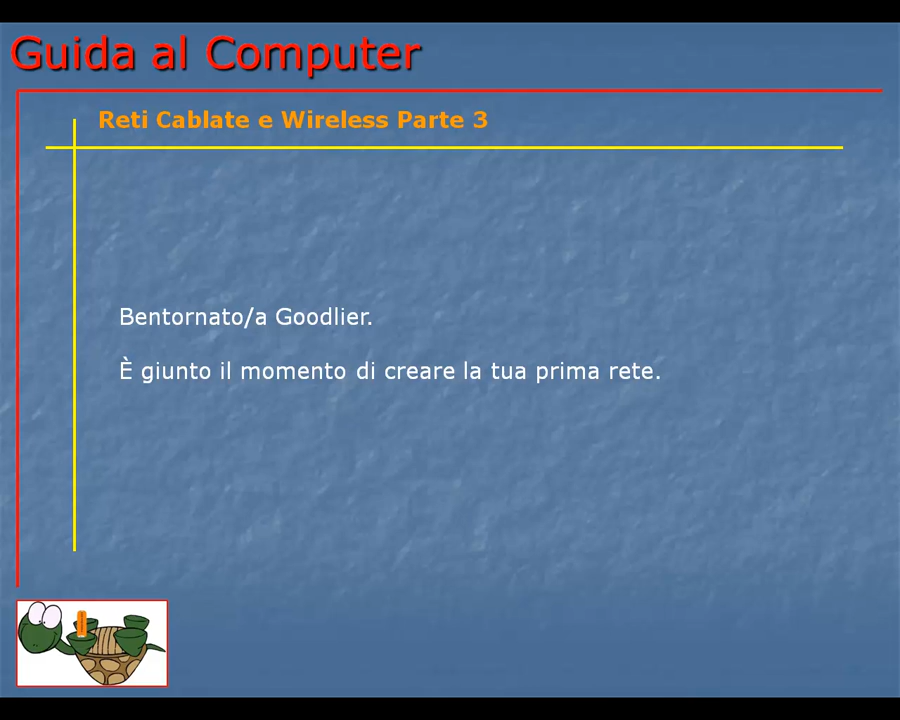 Guida al Computer
Reti Cablate e Wireless Parte 3
Bentornato/a Goodlier.
È giunto il momento di creare la tua prima rete.